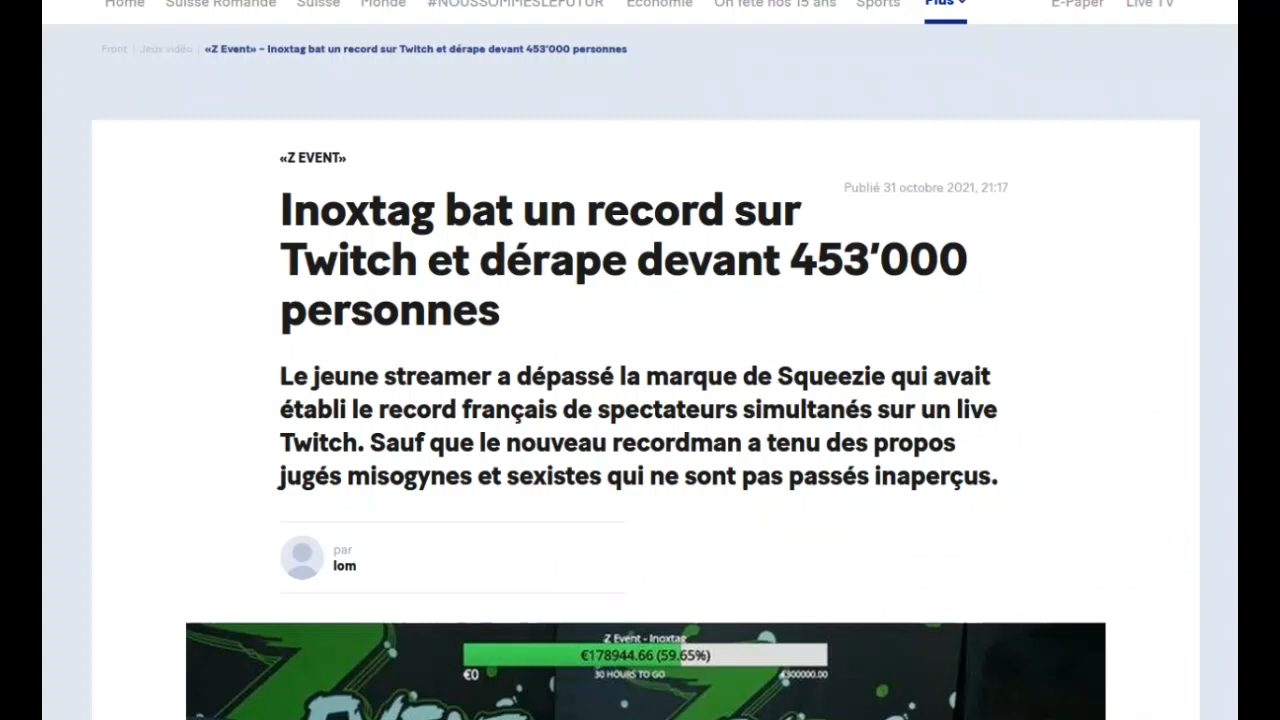 Home Suisse Romande Suisse Monde #NOUSSOMMESLEFUTUR Economie On fête nos 15 ans Sports Plus E-Paper Live TV
Front | Jeux vidéo | «Z Event» – Inoxtag bat un record sur Twitch et dérape devant 453'000 personnes
«Z EVENT»
Publié 31 octobre 2021, 21:17
Inoxtag bat un record sur
Twitch et dérape devant 453'000
personnes
Le jeune streamer a dépassé la marque de Squeezie qui avait
établi le record français de spectateurs simultanés sur un live
Twitch. Sauf que le nouveau recordman a tenu des propos
jugés misogynes et sexistes qui ne sont pas passés inaperçus.
par
lom
Z Event - Inoxtag
€178944.66 (59.65%)
€0 30 HOURS TO GO €300000.00